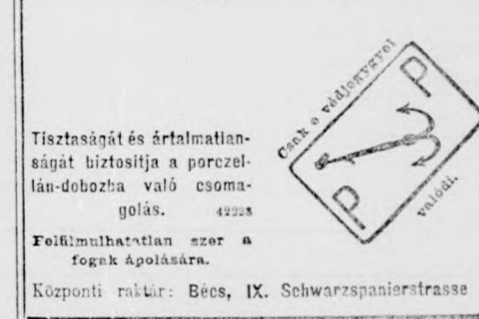 Csak e védjegygyel
P
P
valódi.
Tisztaságát és ártalmatlan-
ságát biztosítja a porczel-
lán-dobozba való csoma-
golás. 42228
Felülmulhatatlan szer a
fogak ápolására.
Központi raktár: Bécs, IX. Schwarzspanierstrasse